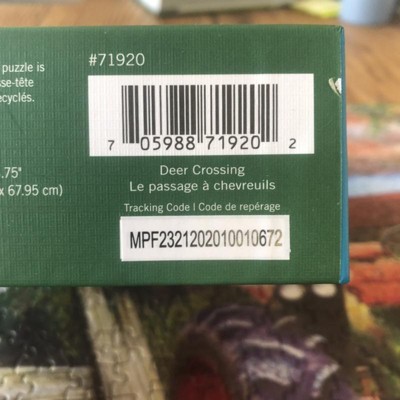 #71920
puzzle is
sse-tête
ecyclés.
7 05988 71920 2
.75"
x 67.95 cm)
Deer Crossing
Le passage à chevreuils
Tracking Code | Code de repérage
MPF2321202010010672